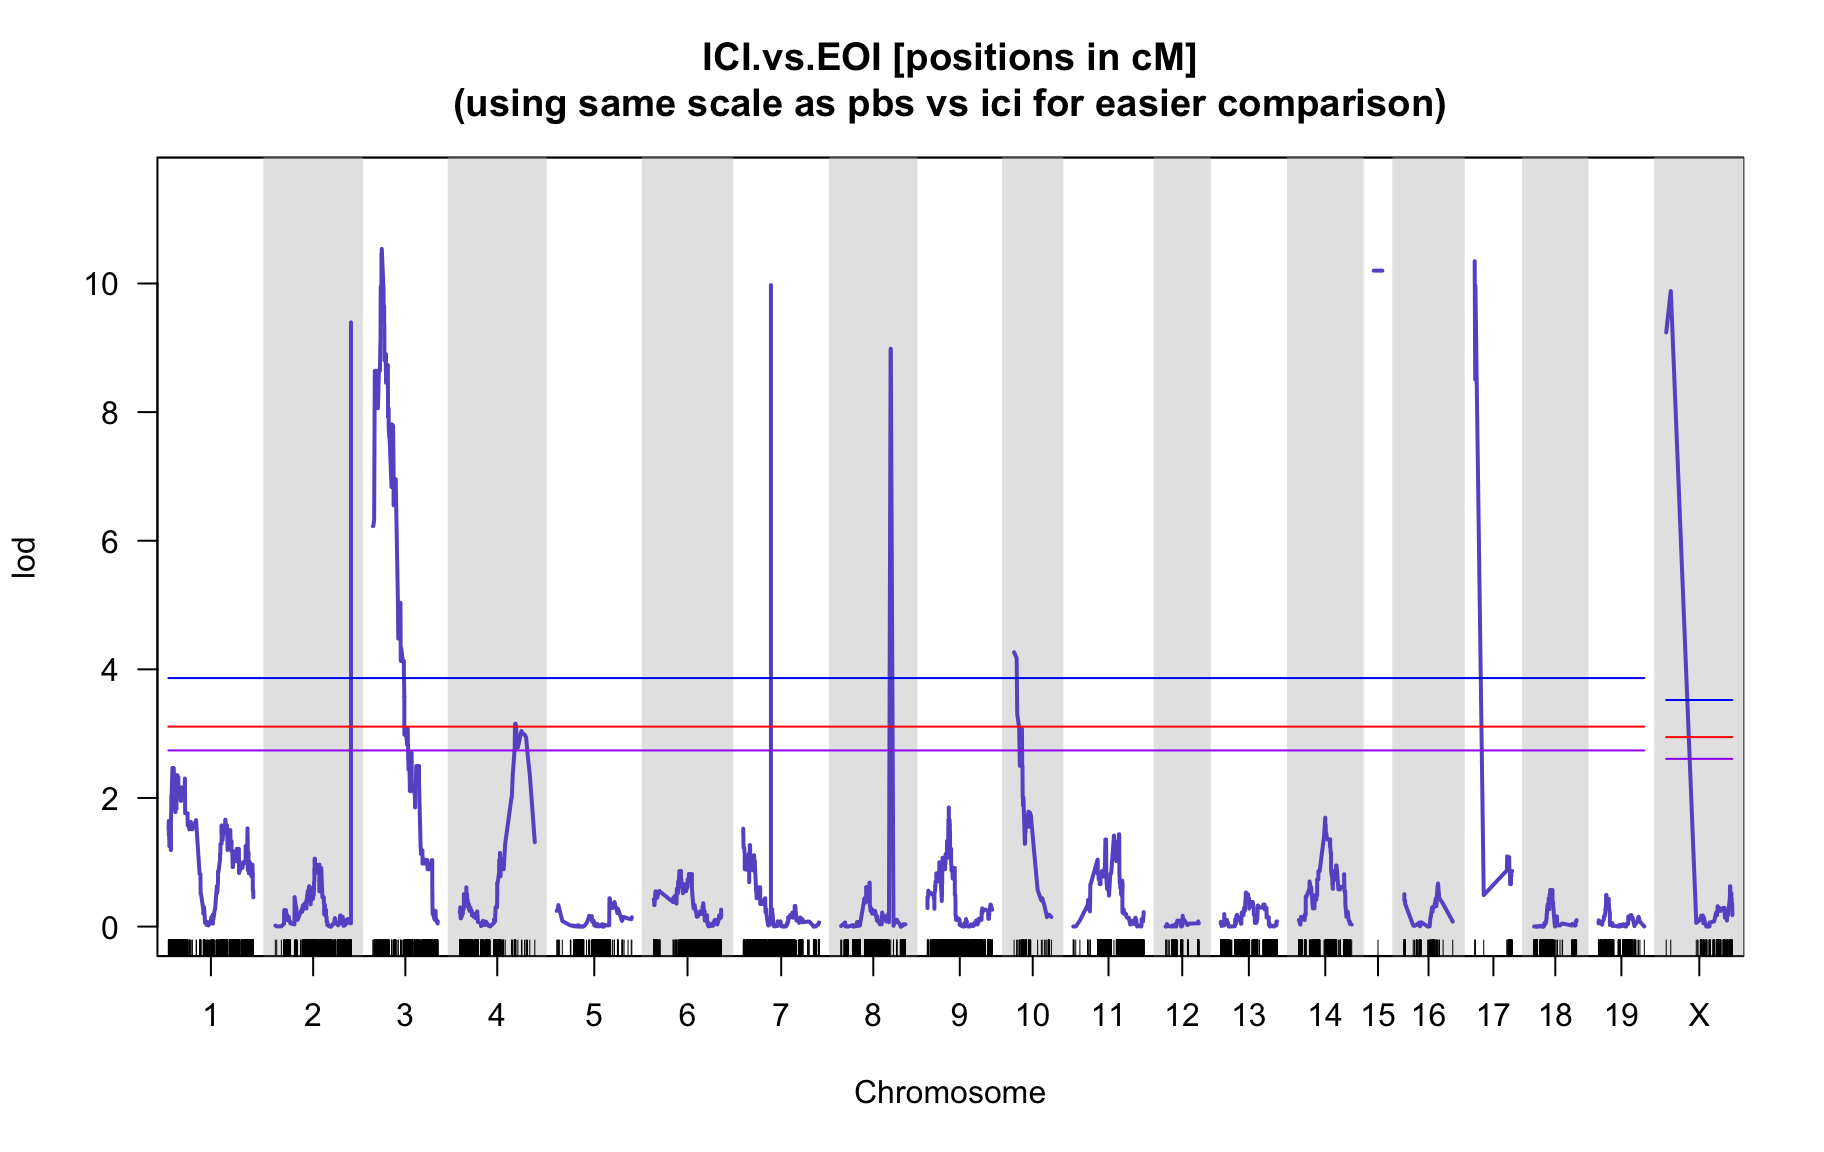 ICI.vs.EOI [positions in cM]
(using same scale as pbs vs ici for easier comparison)
10
8
6
4
2
0
lod
1 2 3 4 5 6 7 8 9 10 11 12 13 14 15 16 17 18 19 X
Chromosome